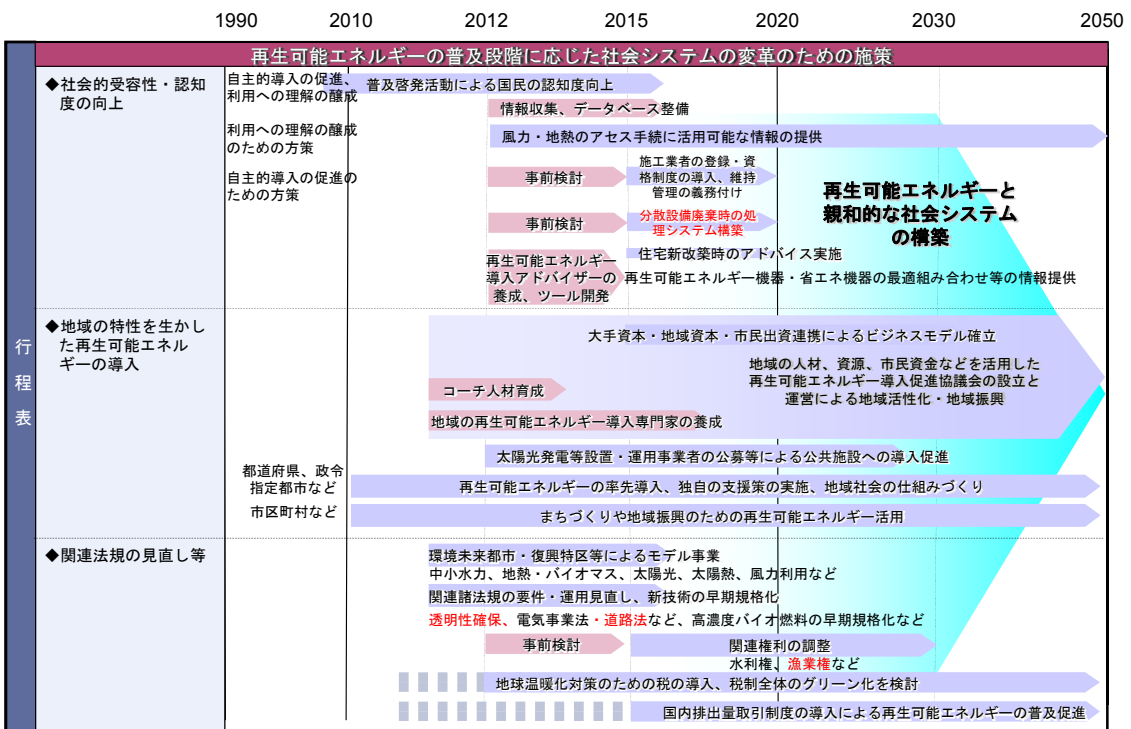 1990 2010 2012 2015 2020 2030 2050
再生可能エネルギーの普及段階に応じた社会システムの変革のための施策
行程表
◆社会的受容性・認知
度の向上
自主的導入の促進、
利用への理解の醸成
普及啓発活動による国民の認知度向上
情報収集、データベース整備
利用への理解の醸成
のための方策
風力・地熱のアセス手続に活用可能な情報の提供
自主的導入の促進の
ための方策
事前検討
施工業者の登録・資
格制度の導入、維持
管理の義務付け
事前検討
分散設備廃棄時の処
理システム構築
再生可能エネルギー
導入アドバイザーの
養成、ツール開発
住宅新改築時のアドバイス実施
再生可能エネルギー機器・省エネ機器の最適組み合わせ等の情報提供
再生可能エネルギーと
親和的な社会システム
の構築
◆地域の特性を生かし
た再生可能エネル
ギーの導入
大手資本・地域資本・市民出資連携によるビジネスモデル確立
地域の人材、資源、市民資金などを活用した
再生可能エネルギー導入促進協議会の設立と
運営による地域活性化・地域振興
コーチ人材育成
地域の再生可能エネルギー導入専門家の養成
太陽光発電等設置・運用事業者の公募等による公共施設への導入促進
都道府県、政令
指定都市など
再生可能エネルギーの率先導入、独自の支援策の実施、地域社会の仕組みづくり
市区町村など
まちづくりや地域振興のための再生可能エネルギー活用
◆関連法規の見直し等
環境未来都市・復興特区等によるモデル事業
中小水力、地熱・バイオマス、太陽光、太陽熱、風力利用など
関連諸法規の要件・運用見直し、新技術の早期規格化
透明性確保、電気事業法・道路法など、高濃度バイオ燃料の早期規格化など
事前検討
関連権利の調整
水利権、漁業権など
地球温暖化対策のための税の導入、税制全体のグリーン化を検討
国内排出量取引制度の導入による再生可能エネルギーの普及促進